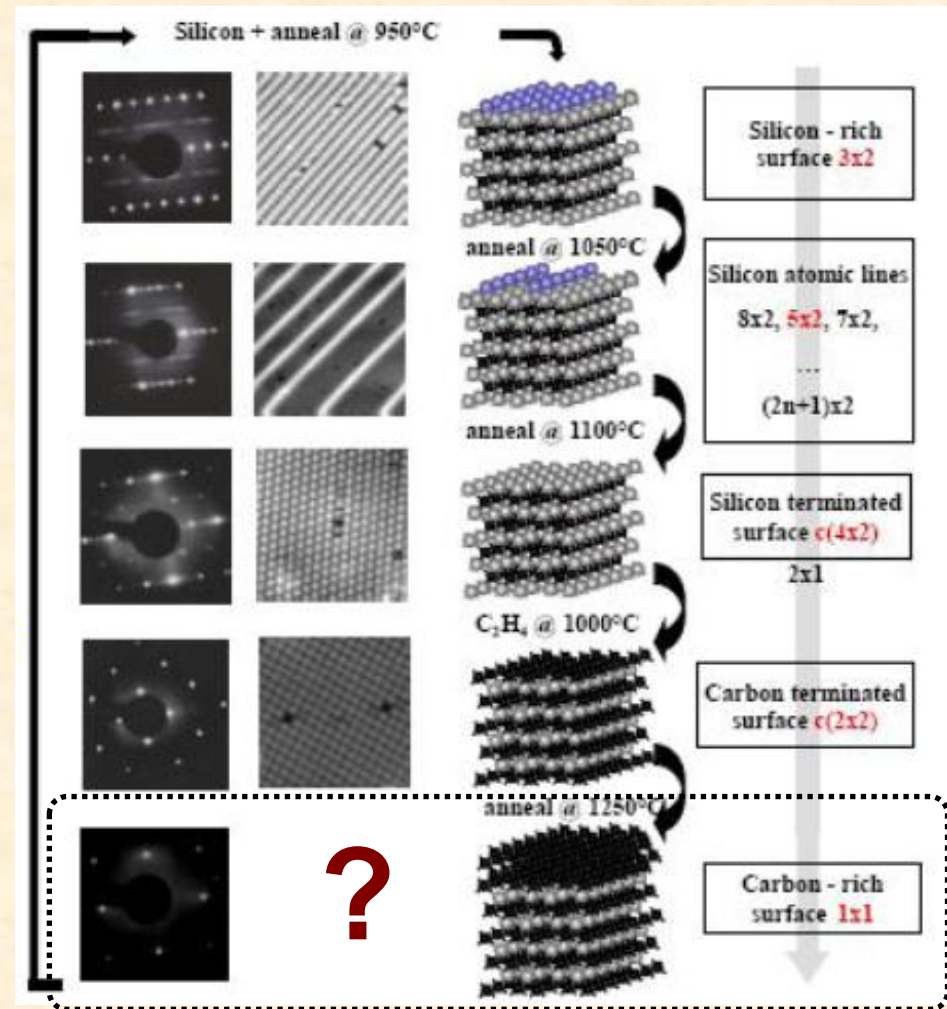 Silicon + anneal @ 950°C
Silicon - rich
surface 3x2
anneal @ 1050°C
Silicon atomic lines
8x2, 5x2, 7x2,
...
(2n+1)x2
anneal @ 1100°C
Silicon terminated
surface c(4x2)
2x1
C₂H₄ @ 1000°C
Carbon terminated
surface c(2x2)
anneal @ 1250°C
?
Carbon - rich
surface 1x1